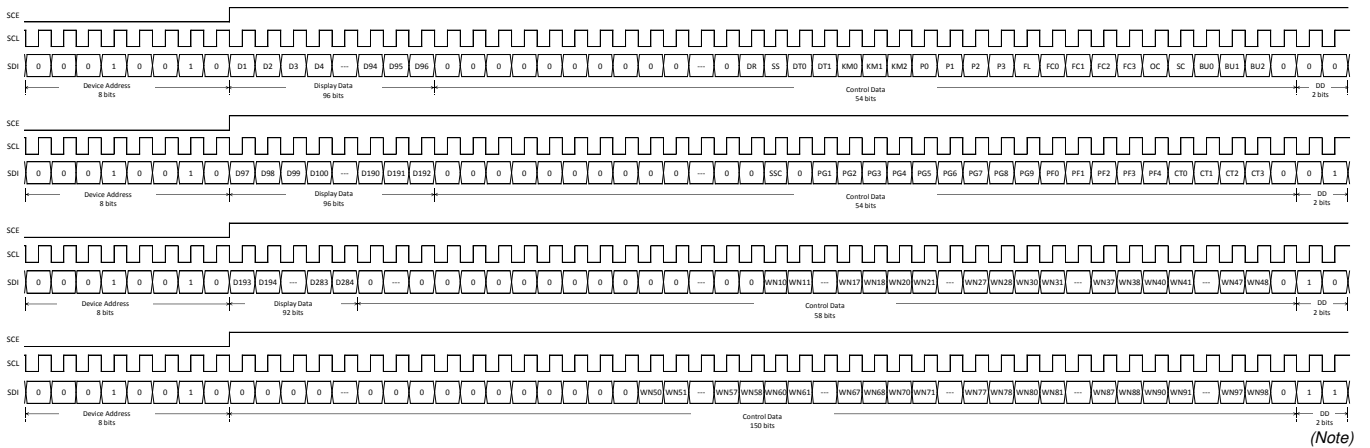 SCE
SCL
SDI 0 0 0 1 0 0 1 0 D1 D2 D3 D4 --- D94 D95 D96 0 0 0 0 0 0 0 0 0 0 --- 0 DR SS DT0 DT1 KM0 KM1 KM2 P0 P1 P2 P3 FL FC0 FC1 FC2 FC3 OC SC BU0 BU1 BU2 0 0 0
Device Address Display Data Control Data DD
8 bits 96 bits 54 bits 2 bits
SCE
SCL
SDI 0 0 0 1 0 0 1 0 D97 D98 D99 D100 --- D190 D191 D192 0 0 0 0 0 0 0 0 0 0 --- 0 0 SSC 0 PG1 PG2 PG3 PG4 PG5 PG6 PG7 PG8 PG9 PF0 PF1 PF2 PF3 PF4 CT0 CT1 CT2 CT3 0 0 1
Device Address Display Data Control Data DD
8 bits 96 bits 54 bits 2 bits
SCE
SCL
SDI 0 0 0 1 0 0 1 0 D193 D194 --- D283 D284 0 --- 0 0 0 0 0 0 0 0 0 0 0 --- 0 0 WN10 WN11 --- WN17 WN18 WN20 WN21 --- WN27 WN28 WN30 WN31 --- WN37 WN38 WN40 WN41 --- WN47 WN48 0 1 0
Device Address Display Data Control Data DD
8 bits 92 bits 58 bits 2 bits
SCE
SCL
SDI 0 0 0 1 0 0 1 0 0 0 0 0 --- 0 0 0 0 0 0 0 0 0 0 0 WN50 WN51 --- WN57 WN58 WN60 WN61 --- WN67 WN68 WN70 WN71 --- WN77 WN78 WN80 WN81 --- WN87 WN88 WN90 WN91 --- WN97 WN98 0 1 1
Device Address Control Data DD
8 bits 150 bits 2 bits
(Note)